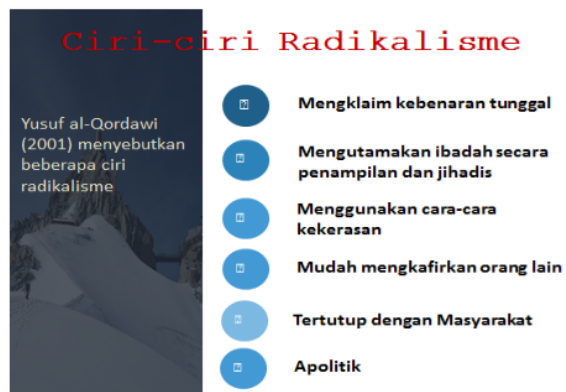 Ciri-ciri Radikalisme
Yusuf al-Qordawi
(2001) menyebutkan
beberapa ciri
radikalisme
Mengklaim kebenaran tunggal
Mengutamakan ibadah secara
penampilan dan jihadis
Menggunakan cara-cara
kekerasan
Mudah mengkafirkan orang lain
Tertutup dengan Masyarakat
Apolitik